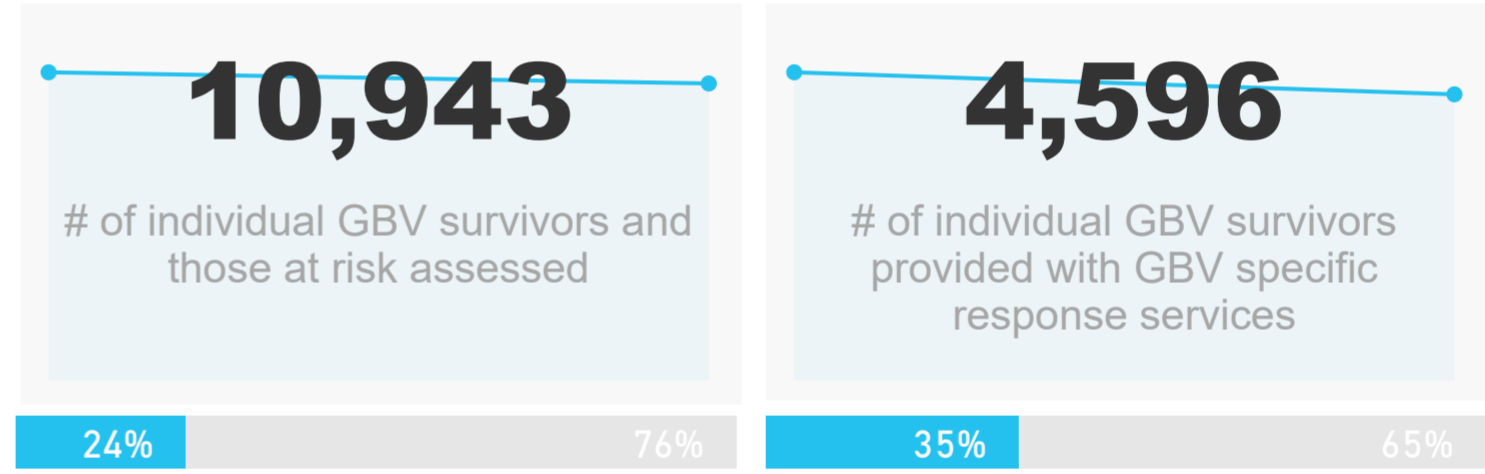 10,943
# of individual GBV survivors and
those at risk assessed
24%
76%
4,596
# of individual GBV survivors
provided with GBV specific
response services
35%
65%